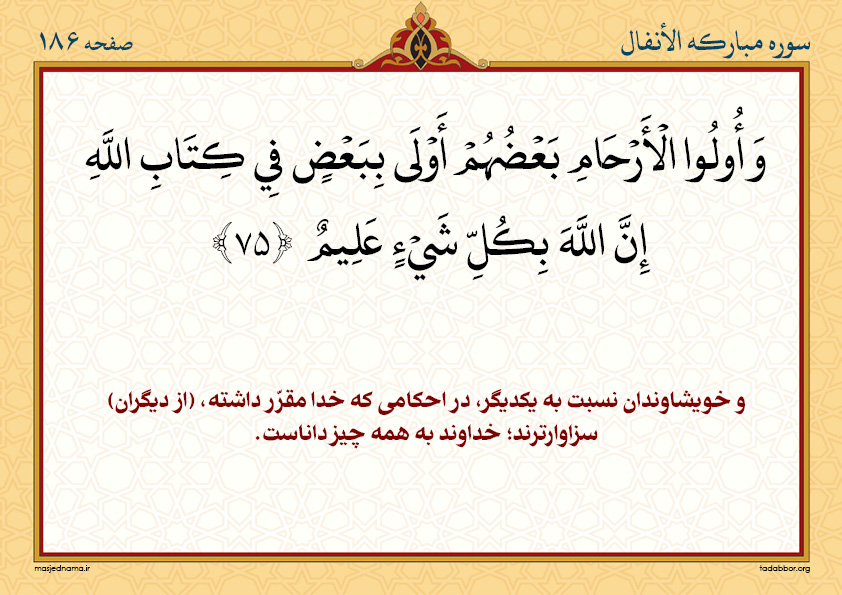 سوره مبارکه الأنفال
صفحه ۱۸۶
وَ أُولُوا الْأَرْحَامِ بَعْضُهُمْ أَوْلَى بِبَعْضٍ فِي كِتَابِ اللَّهِ
إِنَّ اللَّهَ بِكُلِّ شَيْءٍ عَلِيمٌ ﴿۷۵﴾
و خویشاوندان نسبت به یکدیگر، در احکامی که خدا مقرّر داشته، (از دیگران)
سزاوارترند؛ خداوند به همه چیز داناست.
masjednama.ir
tadabbor.org